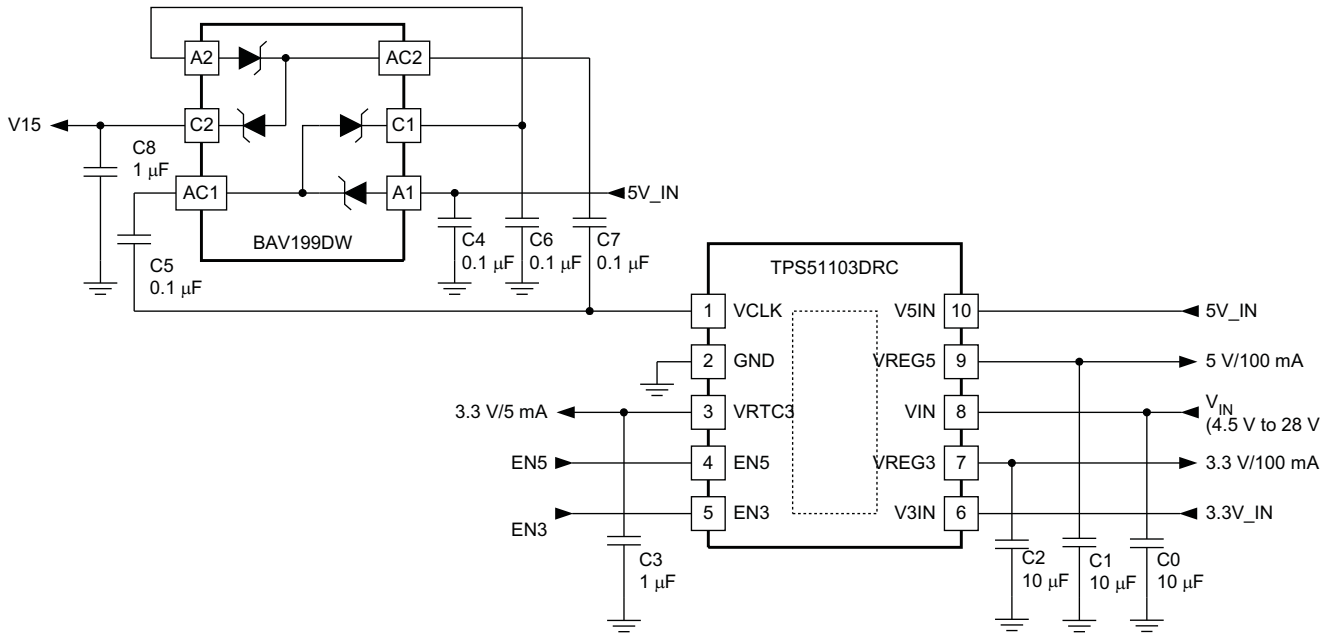 A2
AC2
V15
C2
C1
C8
1 μF
AC1
A1
5V_IN
BAV199DW
C4
0.1 μF
C6
0.1 μF
C7
0.1 μF
C5
0.1 μF
TPS51103DRC
1 VCLK
V5IN 10
5V_IN
2 GND
VREG5 9
5 V/100 mA
3.3 V/5 mA
3 VRTC3
VIN 8
VIN
(4.5 V to 28 V
EN5
4 EN5
VREG3 7
3.3 V/100 mA
EN3
5 EN3
V3IN 6
3.3V_IN
C3
1 μF
C2
10 μF
C1
10 μF
C0
10 μF